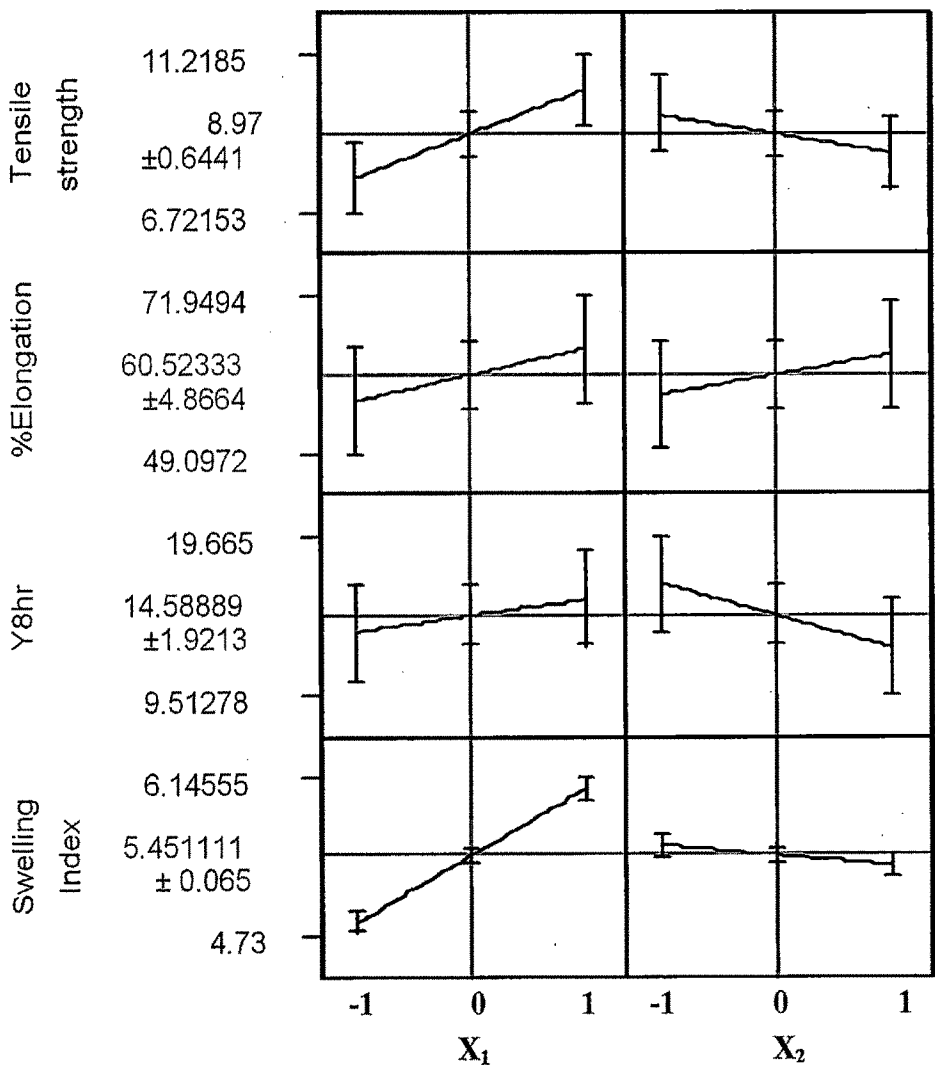 Tensile
strength
11.2185
8.97
±0.6441
6.72153
%Elongation
71.9494
60.52333
±4.8664
49.0972
Y8hr
19.665
14.58889
±1.9213
9.51278
Swelling
Index
6.14555
5.451111
± 0.065
4.73
-1 0 1 -1 0 1
X₁ X₂